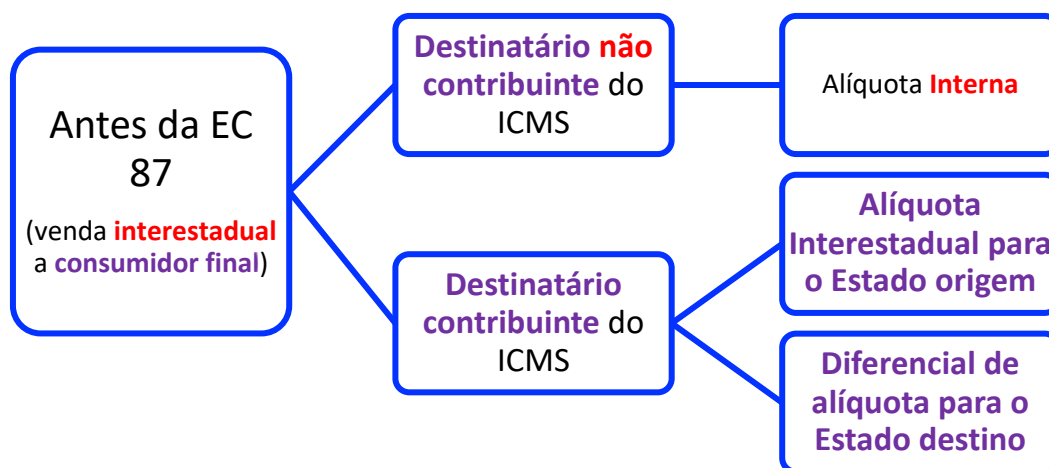 Antes da EC
87
(venda interestadual
a consumidor final)
Destinatário não
contribuinte do
ICMS
Alíquota Interna
Destinatário
contribuinte do
ICMS
Alíquota
Interestadual para
o Estado origem
Diferencial de
alíquota para o
Estado destino